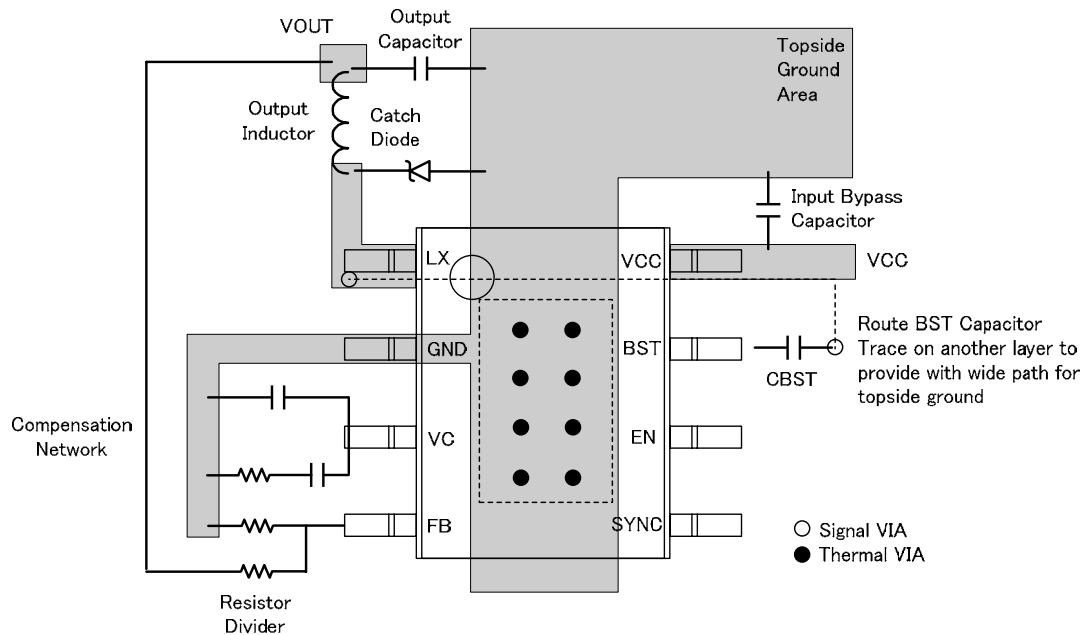 VOUT
Output
Capacitor
Topside
Ground
Area
Output
Inductor
Catch
Diode
Input Bypass
Capacitor
LX
VCC
VCC
GND
BST
CBST
Route BST Capacitor
Trace on another layer to
provide with wide path for
topside ground
Compensation
Network
VC
EN
FB
SYNC
Signal VIA
Thermal VIA
Resistor
Divider